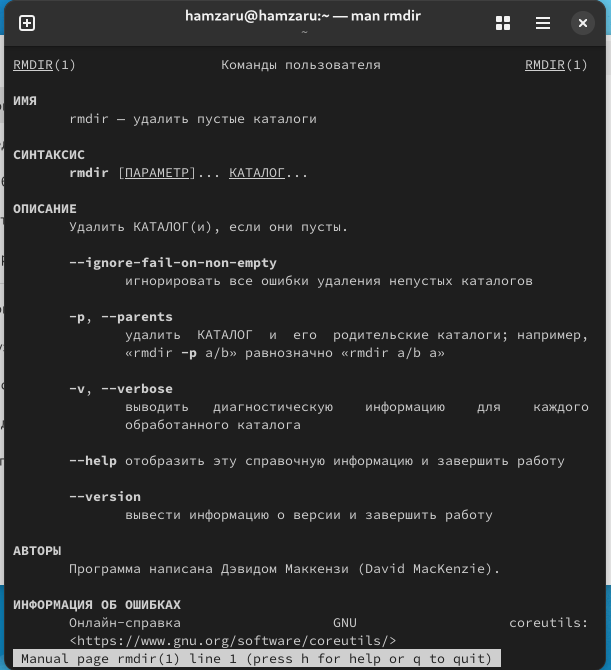 hamzaru@hamzaru:~ — man rmdir
~
RMDIR(1) Команды пользователя RMDIR(1)
ИМЯ
rmdir — удалить пустые каталоги
СИНТАКСИС
rmdir [ПАРАМЕТР]... КАТАЛОГ...
ОПИСАНИЕ
Удалить КАТАЛОГ(и), если они пусты.
--ignore-fail-on-non-empty
игнорировать все ошибки удаления непустых каталогов
-p, --parents
удалить КАТАЛОГ и его родительские каталоги; например,
«rmdir -p a/b» равнозначно «rmdir a/b a»
-v, --verbose
выводить диагностическую информацию для каждого
обработанного каталога
--help отобразить эту справочную информацию и завершить работу
--version
вывести информацию о версии и завершить работу
АВТОРЫ
Программа написана Дэвидом Маккензи (David MacKenzie).
ИНФОРМАЦИЯ ОБ ОШИБКАХ
Онлайн-справка GNU coreutils:
<https://www.gnu.org/software/coreutils/>
Manual page rmdir(1) line 1 (press h for help or q to quit)